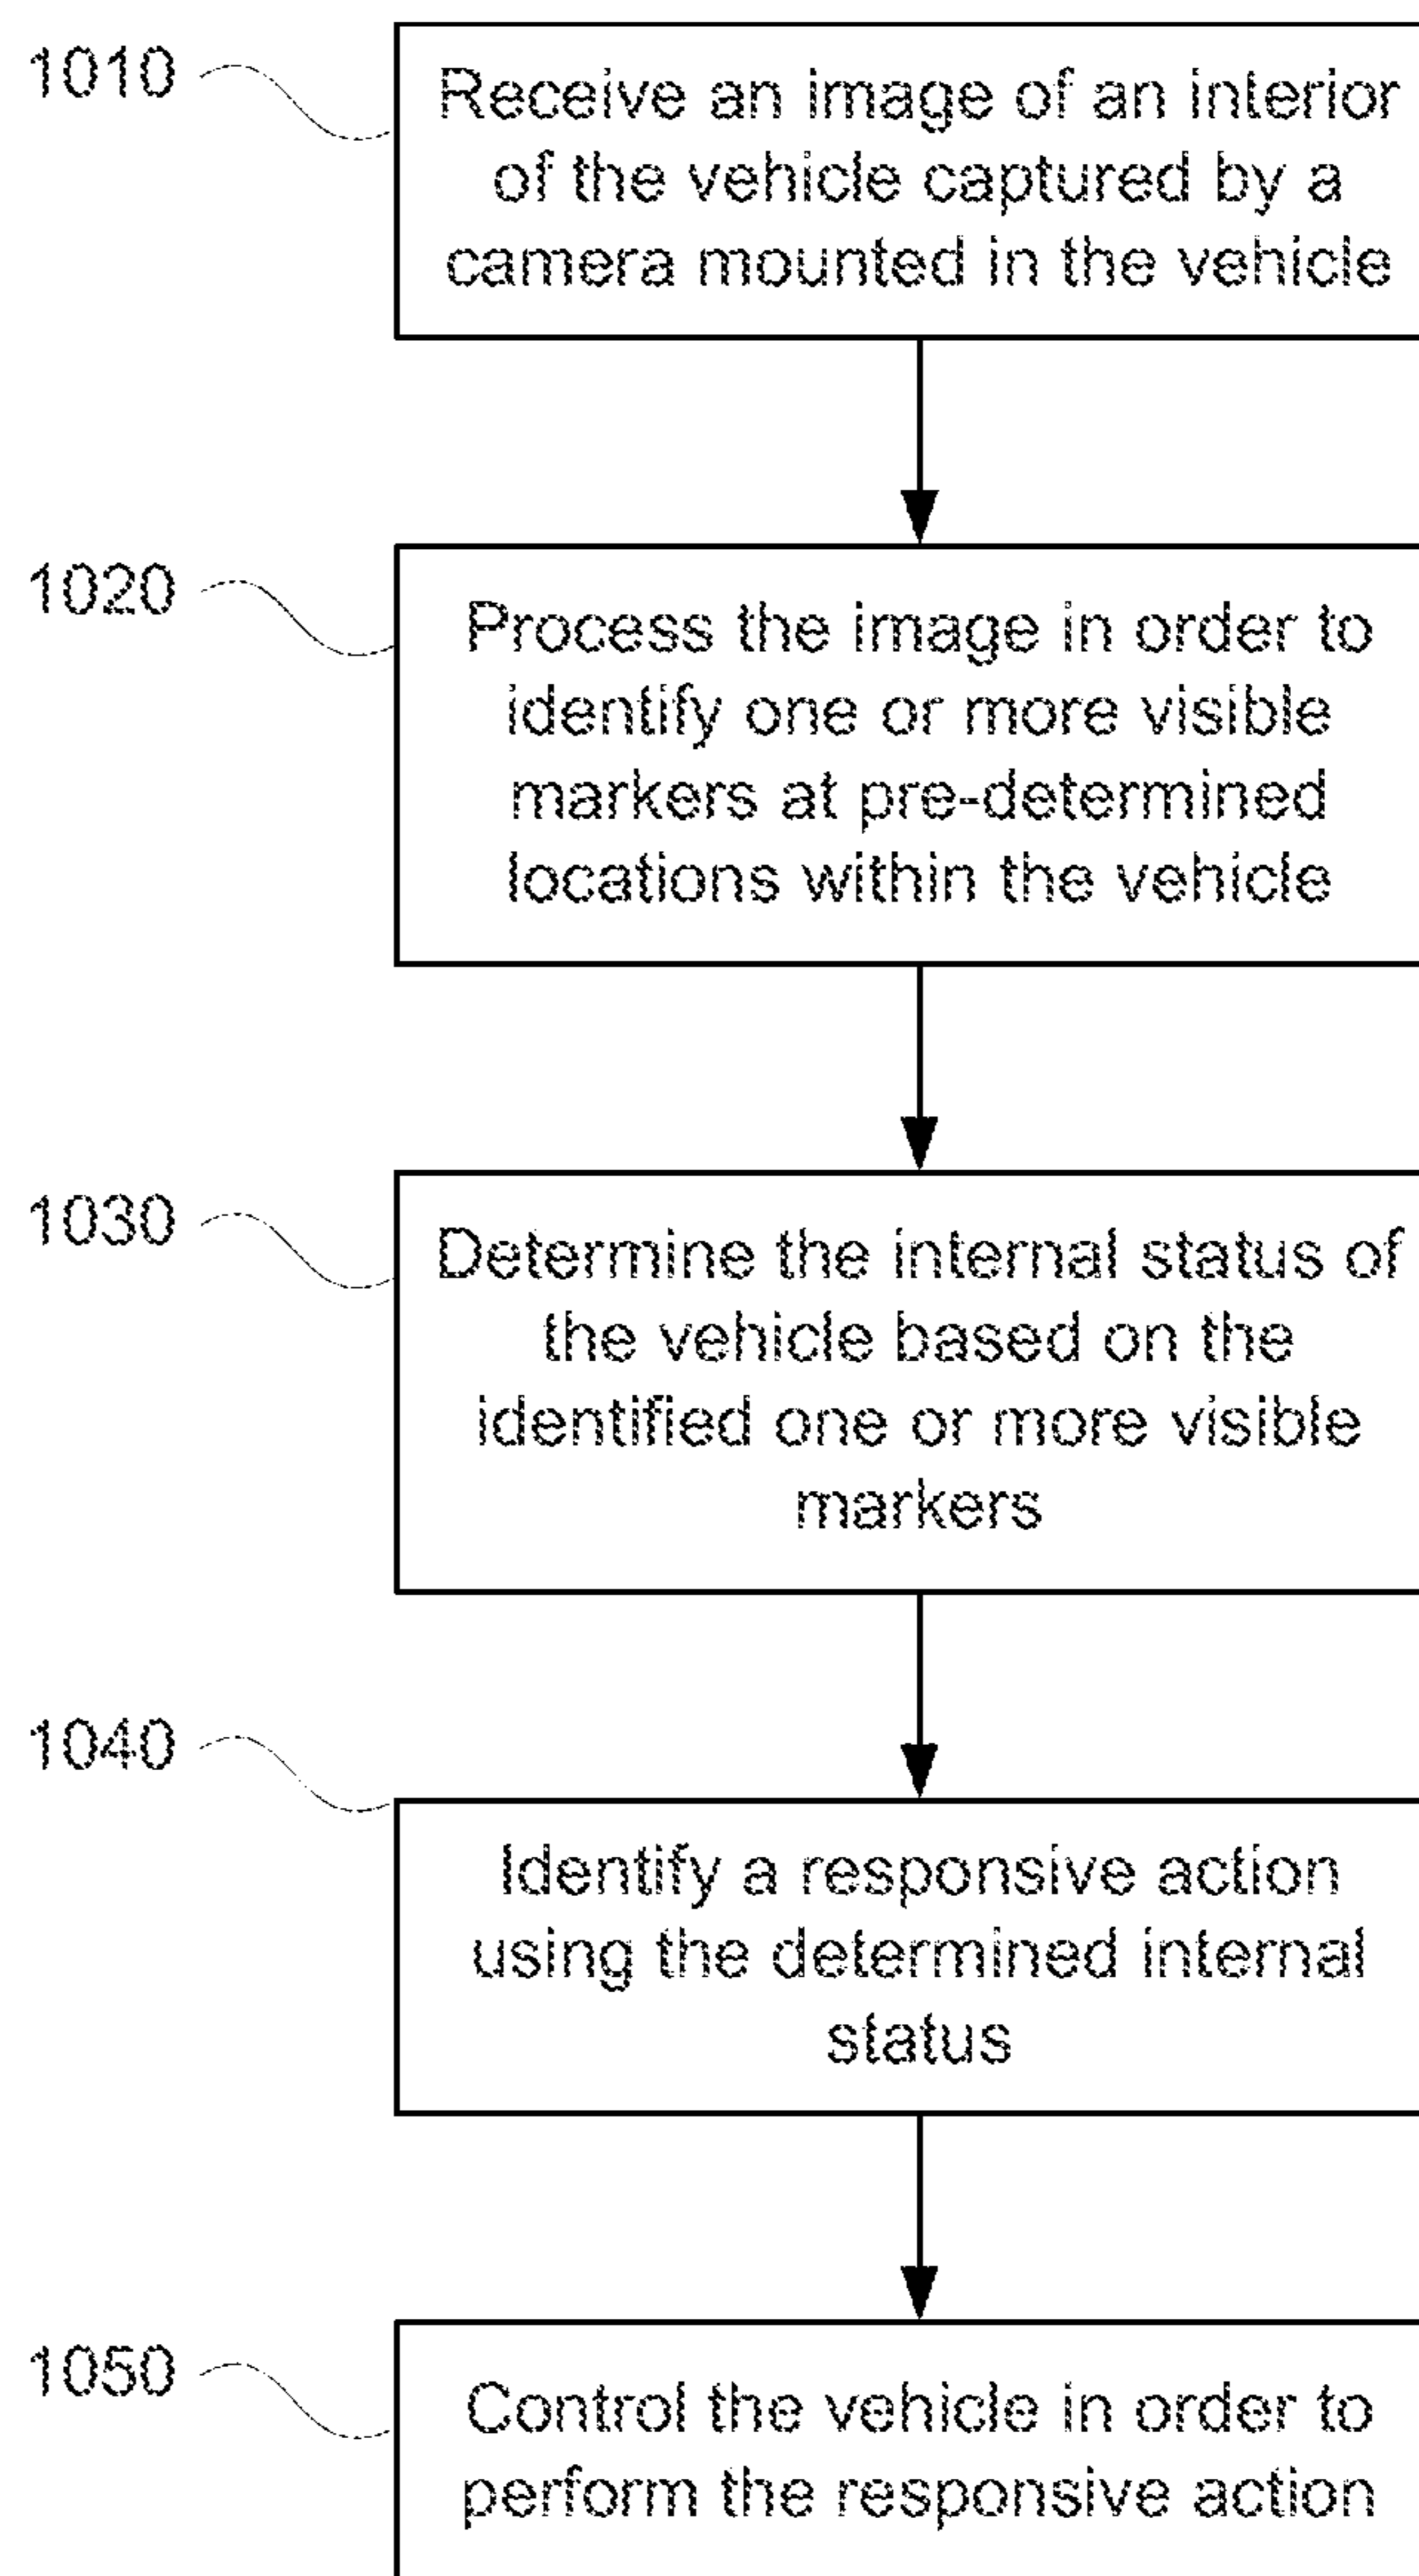 1010
Receive an image of an interior
of the vehicle captured by a
camera mounted in the vehicle
1020
Process the image in order to
identify one or more visible
markers at pre-determined
locations within the vehicle
1030
Determine the internal status of
the vehicle based on the
identified one or more visible
markers
1040
Identify a responsive action
using the determined internal
status
1050
Control the vehicle in order to
perform the responsive action